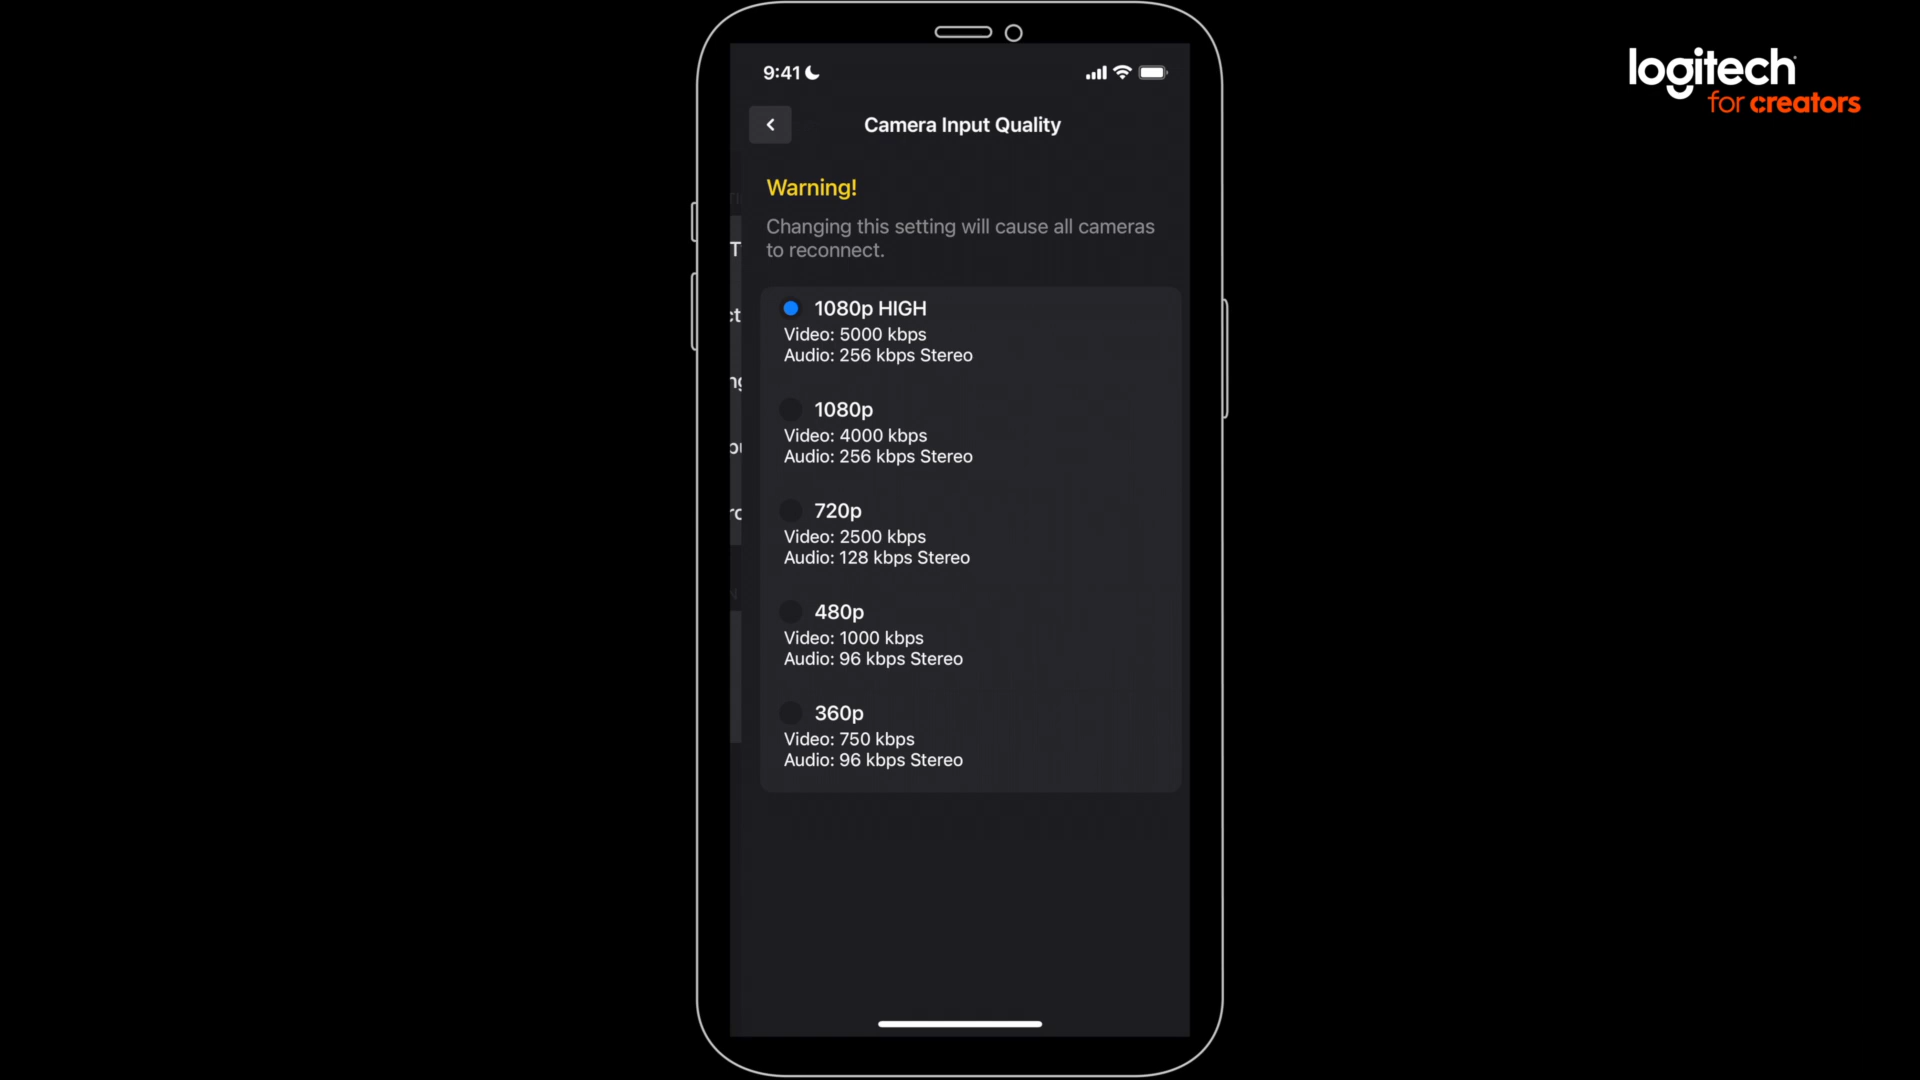 logitech
for creators
9:41
Camera Input Quality
Warning!
Changing this setting will cause all cameras
to reconnect.
1080p HIGH
Video: 5000 kbps
Audio: 256 kbps Stereo
1080p
Video: 4000 kbps
Audio: 256 kbps Stereo
720p
Video: 2500 kbps
Audio: 128 kbps Stereo
480p
Video: 1000 kbps
Audio: 96 kbps Stereo
360p
Video: 750 kbps
Audio: 96 kbps Stereo